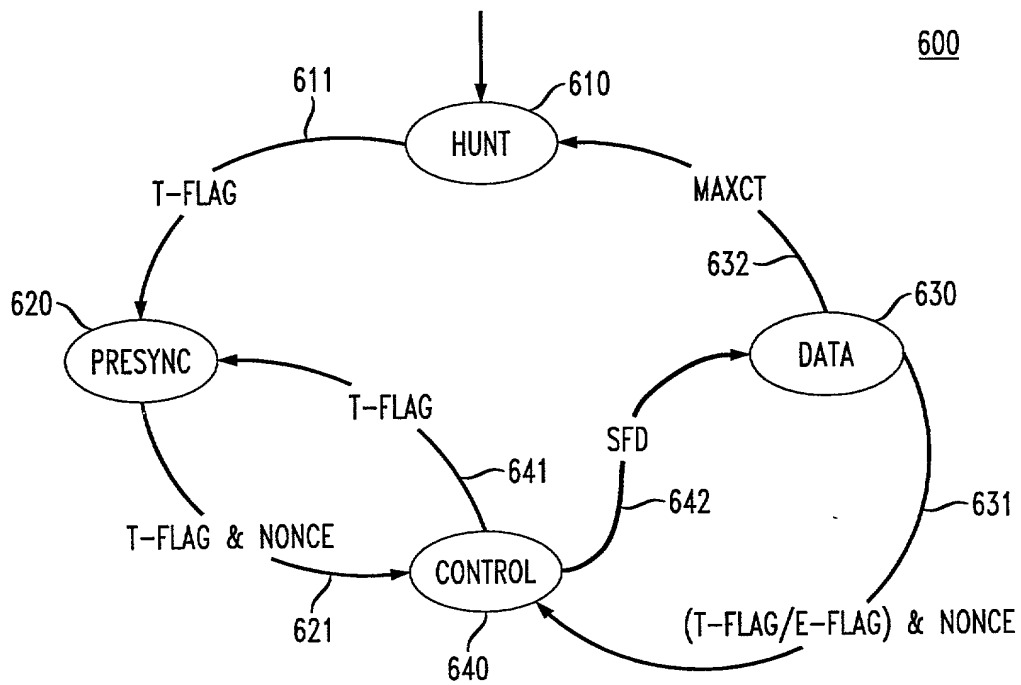 600
611
610
HUNT
T-FLAG
MAXCT
632
620
630
PRESYNC
DATA
T-FLAG
SFD
641
642
631
T-FLAG & NONCE
CONTROL
621
640
(T-FLAG/E-FLAG) & NONCE